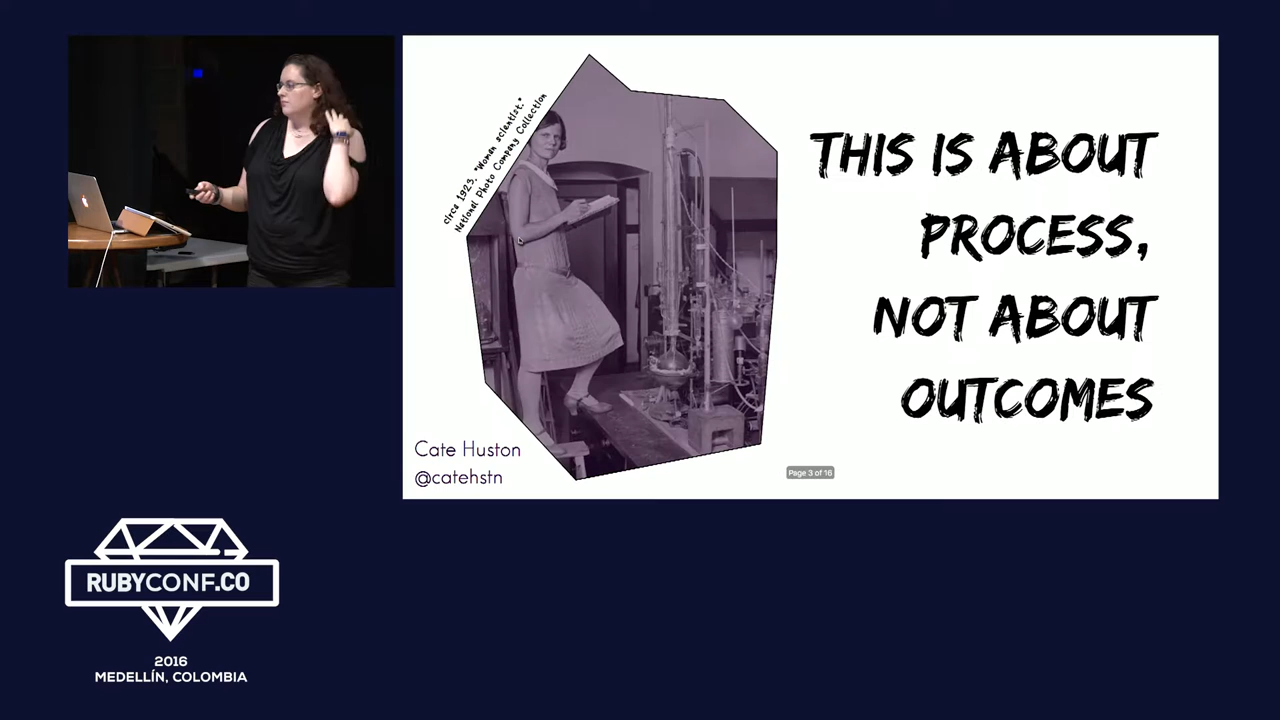 circa 1923. "Woman scientist."
National Photo Company Collection
THIS IS ABOUT
PROCESS,
NOT ABOUT
OUTCOMES
Cate Huston
@catehstn
Page 3 of 16
RUBYCONF.CO
2016
MEDELLÍN, COLOMBIA